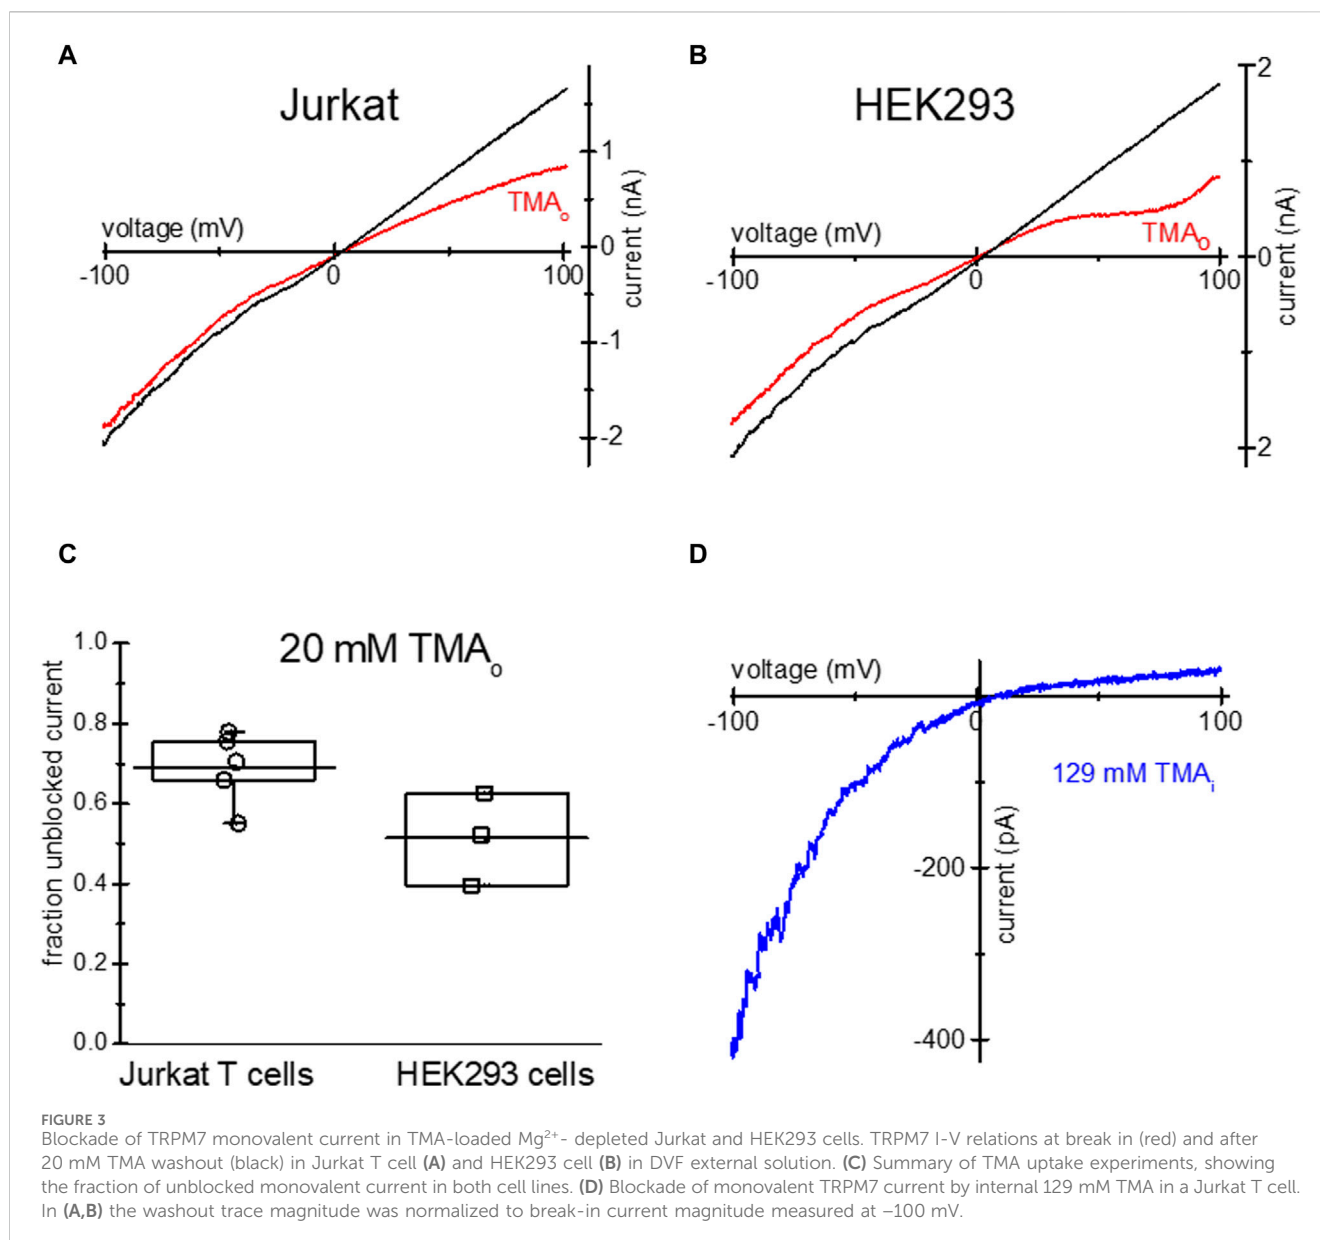 A
Jurkat
1
TMAo
voltage (mV)
0
-100
0
100
current (nA)
-1
-2
B
2
HEK293
voltage (mV)
TMAo
0
-100
0
100
current (nA)
2
C
1.0
20 mM TMAo
0.8
0.6
0.4
0.2
0.0
fraction unblocked current
Jurkat T cells
HEK293 cells
D
voltage (mV)
-100
0
100
129 mM TMAi
current (pA)
-200
-400
FIGURE 3
Blockade of TRPM7 monovalent current in TMA-loaded Mg²⁺- depleted Jurkat and HEK293 cells. TRPM7 I-V relations at break in (red) and after
20 mM TMA washout (black) in Jurkat T cell (A) and HEK293 cell (B) in DVF external solution. (C) Summary of TMA uptake experiments, showing
the fraction of unblocked monovalent current in both cell lines. (D) Blockade of monovalent TRPM7 current by internal 129 mM TMA in a Jurkat T cell.
In (A,B) the washout trace magnitude was normalized to break-in current magnitude measured at −100 mV.